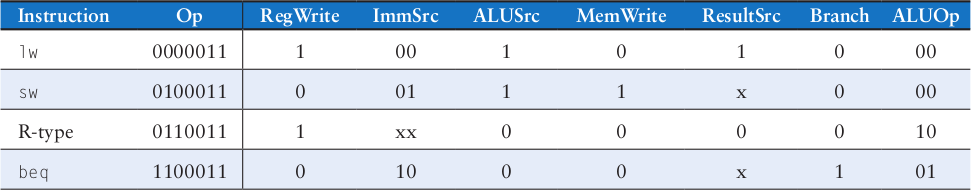 Instruction Op RegWrite ImmSrc ALUSrc MemWrite ResultSrc Branch ALUOp
lw 0000011 1 00 1 0 1 0 00
sw 0100011 0 01 1 1 x 0 00
R-type 0110011 1 xx 0 0 0 0 10
beq 1100011 0 10 0 0 x 1 01